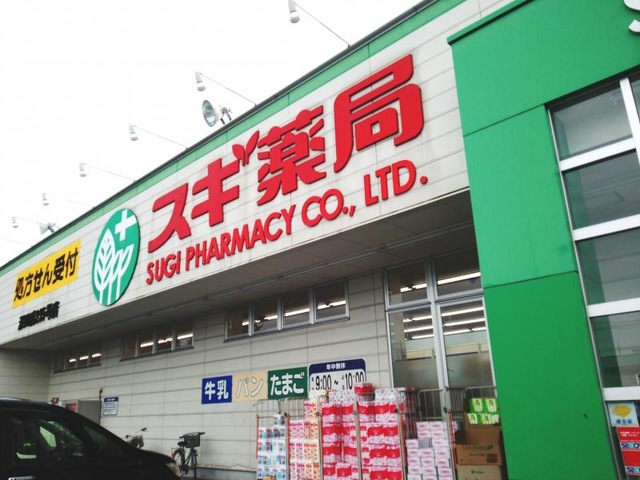 スギ薬局
SUGI PHARMACY CO., LTD.
処方せん受付
牛乳
パン
たまご
年中無休
9:00~10:00